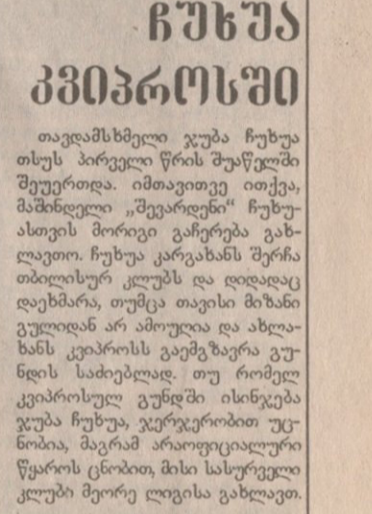 ჩუხუა
კვიპროსში
თავდამსხმელი ჯუბა ჩუხუა
თსუს პირველი წრის შუაწელში
შეუერთდა. იმთავითვე ითქვა,
მაშინდელი „შევარდენი“ ჩუხუ-
ასთვის მორიგი გაჩერება გახ-
ლავთო. ჩუხუა კარგახანს შერჩა
თბილისურ კლუბს და დიდადაც
დაეხმარა, თუმცა თავისი მიზანი
გულიდან არ ამოუღია და ახლა-
ხანს კვიპროსს გაემგზავრა გუ-
ნდის საძიებლად. თუ რომელ
კვიპროსულ გუნდში ისინჯება
ჯუბა ჩუხუა, ჯერჯერობით უც-
ნობია, მაგრამ არაოფიციალური
წყაროს ცნობით, მისი სასურველი
კლუბი მეორე ლიგისა გახლავთ.